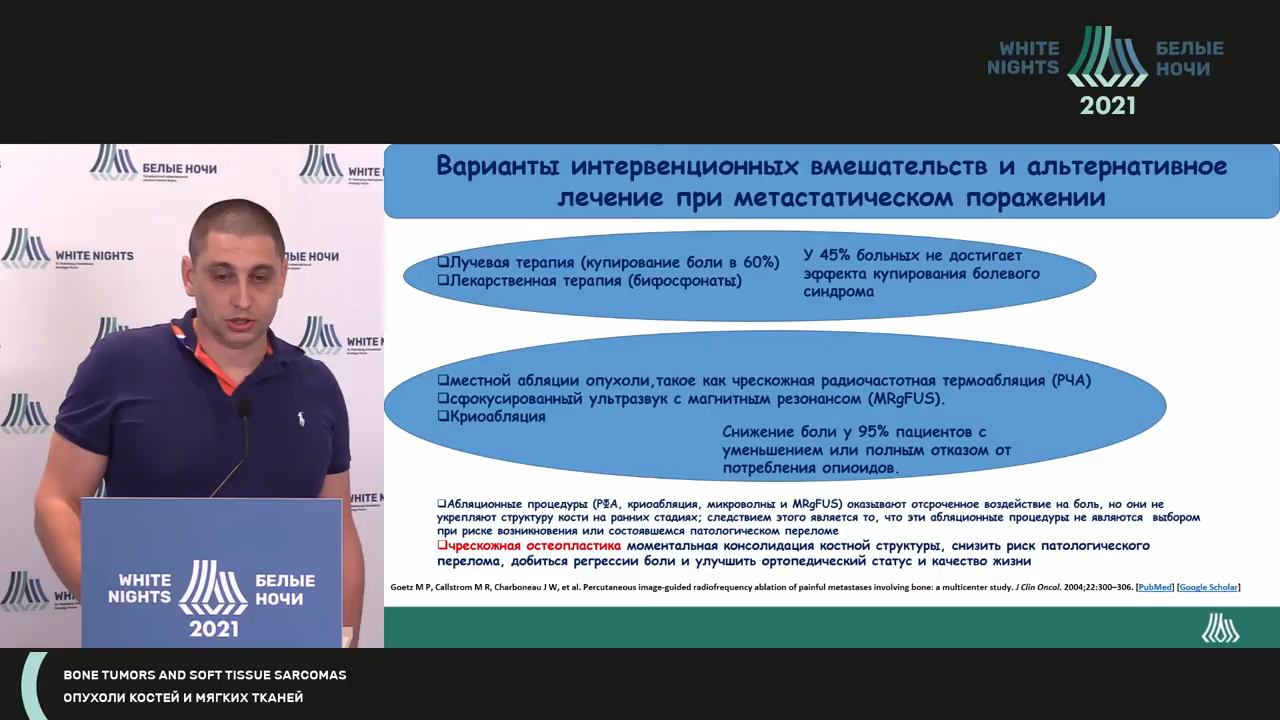 WHITE
NIGHTS
БЕЛЫЕ
НОЧИ
2021
БЕЛЫЕ НОЧИ
WHITE
WHITE NIGHTS
ЛЫЕ НОЧИ
WHITE NI
WHITE
WHITE
NIGHTS
БЕЛЫЕ
НОЧИ
2021
Варианты интервенционных вмешательств и альтернативное
лечение при метастатическом поражении
❑Лучевая терапия (купирование боли в 60%)
❑Лекарственная терапия (бифосфонаты)
У 45% больных не достигает
эффекта купирования болевого
синдрома
❑местной абляции опухоли,такое как чрескожная радиочастотная термоабляция (РЧА)
❑сфокусированный ультразвук с магнитным резонансом (MRgFUS).
❑Криоабляция
Снижение боли у 95% пациентов с
уменьшением или полным отказом от
потребления опиоидов.
❑Абляционные процедуры (РФА, криоабляция, микроволны и MRgFUS) оказывают отсроченное воздействие на боль, но они не
укрепляют структуру кости на ранних стадиях; следствием этого является то, что эти абляционные процедуры не являются выбором
при риске возникновения или состоявшемся патологическом переломе
❑чрескожная остеопластика моментальная консолидация костной структуры, снизить риск патологического
перелома, добиться регрессии боли и улучшить ортопедический статус и качество жизни
Goetz M P, Callstrom M R, Charboneau J W, et al. Percutaneous image-guided radiofrequency ablation of painful metastases involving bone: a multicenter study. J Clin Oncol. 2004;22:300–306. [PubMed] [Google Scholar]
BONE TUMORS AND SOFT TISSUE SARCOMAS
ОПУХОЛИ КОСТЕЙ И МЯГКИХ ТКАНЕЙ